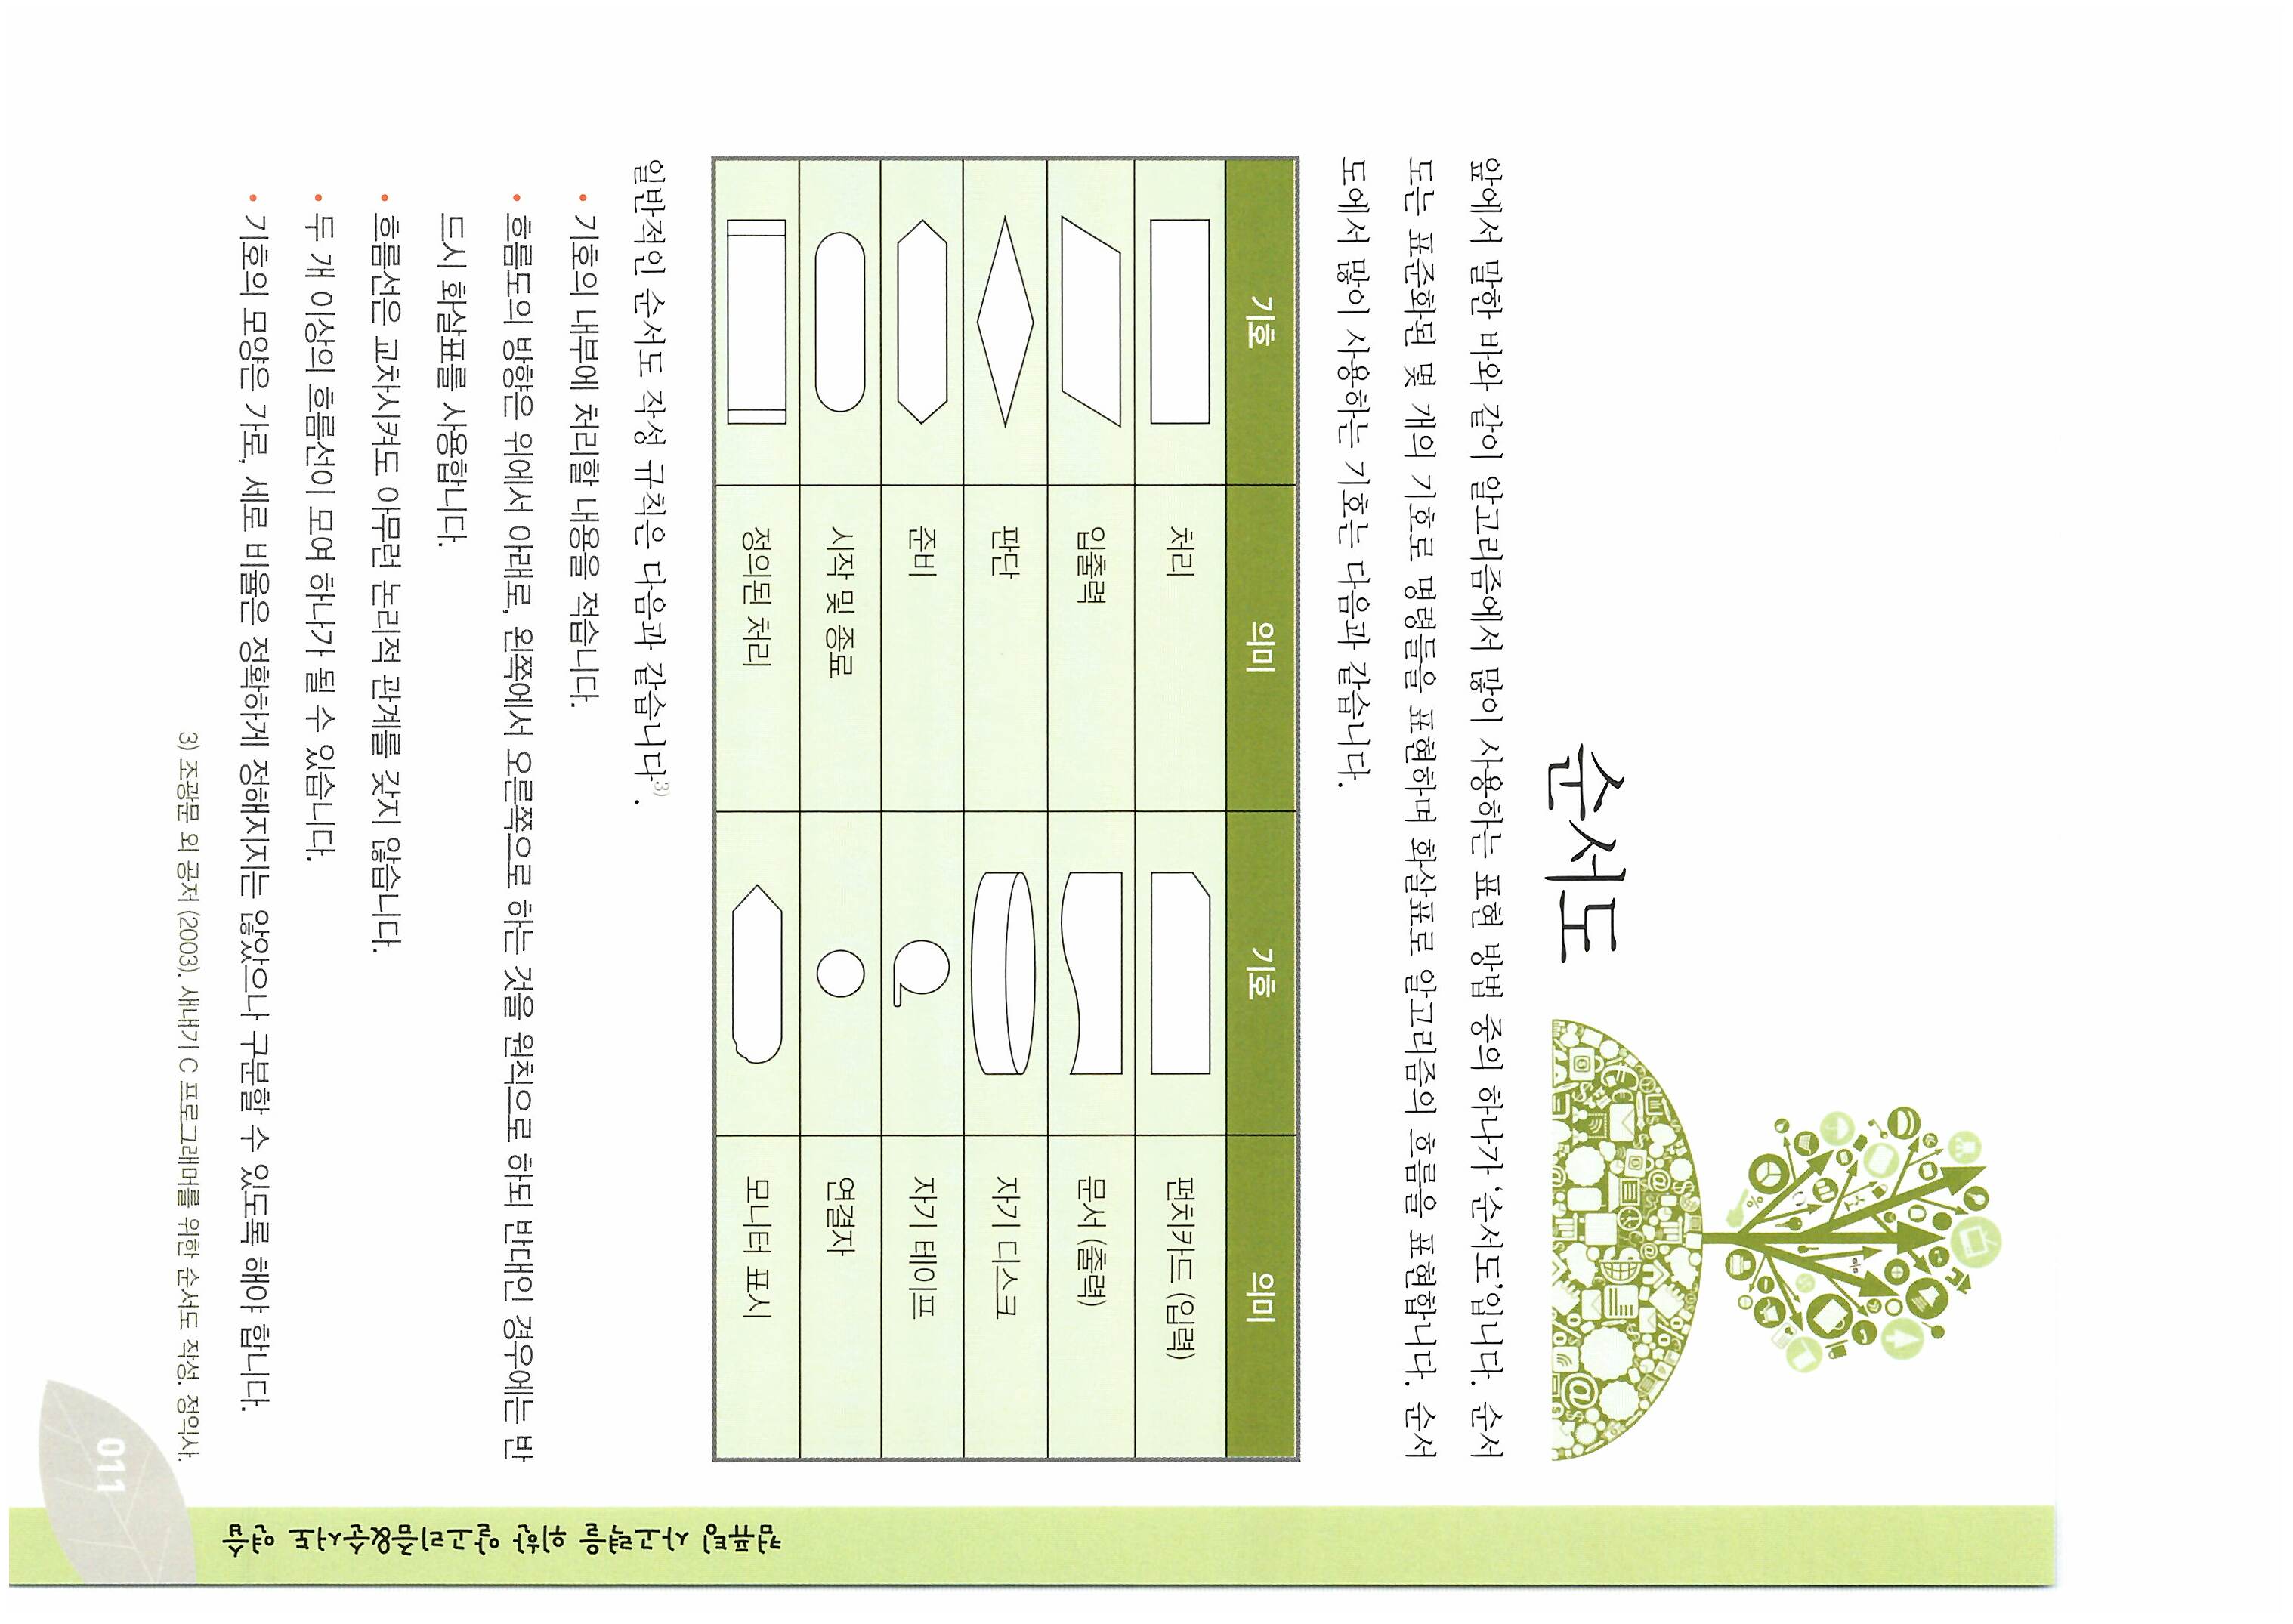 순서도
앞에서 말한 바와 같이 알고리즘에서 많이 사용하는 표현 방법 중의 하나가 ‘순서도’입니다. 순서
도는 표준화된 몇 개의 기호로 명령들을 표현하며 화살표로 알고리즘의 흐름을 표현합니다. 순서
도에서 많이 사용하는 기호는 다음과 같습니다.
기호 의미 기호 의미
처리 펀치카드 (입력)
입출력 문서 (출력)
판단 자기 디스크
준비 자기 테이프
시작 및 종료 연결자
정의된 처리 모니터 표시
일반적인 순서도 작성 규칙은 다음과 같습니다3).
• 기호의 내부에 처리할 내용을 적습니다.
• 흐름도의 방향은 위에서 아래로, 왼쪽에서 오른쪽으로 하는 것을 원칙으로 하되 반대인 경우에는 반
드시 화살표를 사용합니다.
• 흐름선은 교차시켜도 아무런 논리적 관계를 갖지 않습니다.
• 두 개 이상의 흐름선이 모여 하나가 될 수 있습니다.
• 기호의 모양은 가로, 세로 비율은 정확하게 정해지지는 않았으나 구분할 수 있도록 해야 합니다.
3) 조광문 외 공저 (2003). 새내기 C 프로그래머를 위한 순서도 작성. 정익사.
컴퓨팅 사고력을 위한 알고리즘&순서도 연습
011